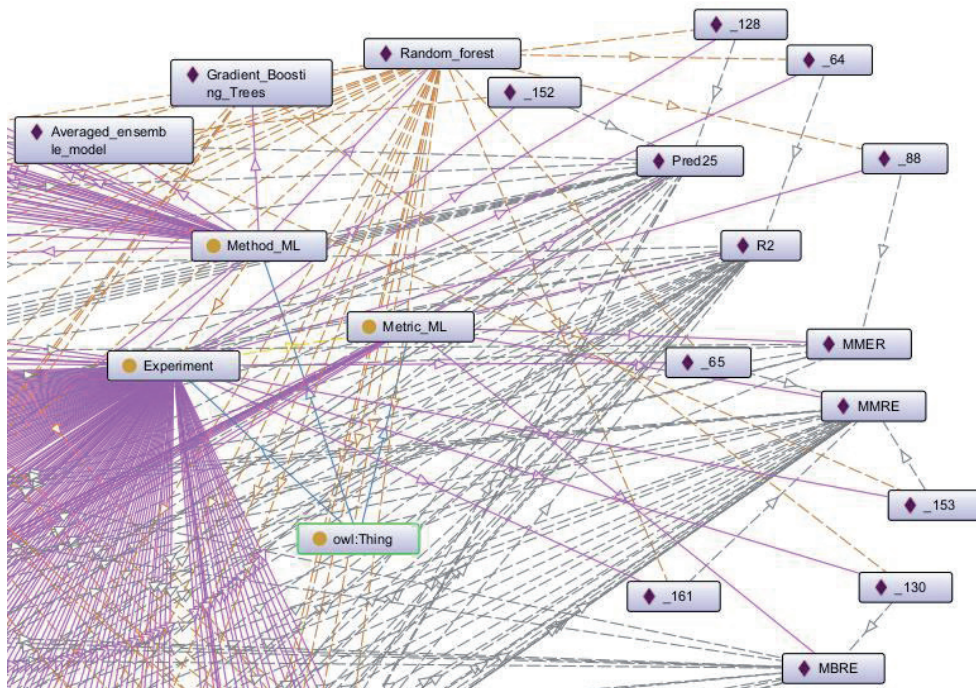 _128
Random_forest
_64
Gradient_Boosti
ng_Trees
_152
Averaged_ensemb
le_model
Pred25
_88
Method_ML
R2
Metric_ML
MMER
Experiment
_65
MMRE
_153
owl:Thing
_130
_161
MBRE